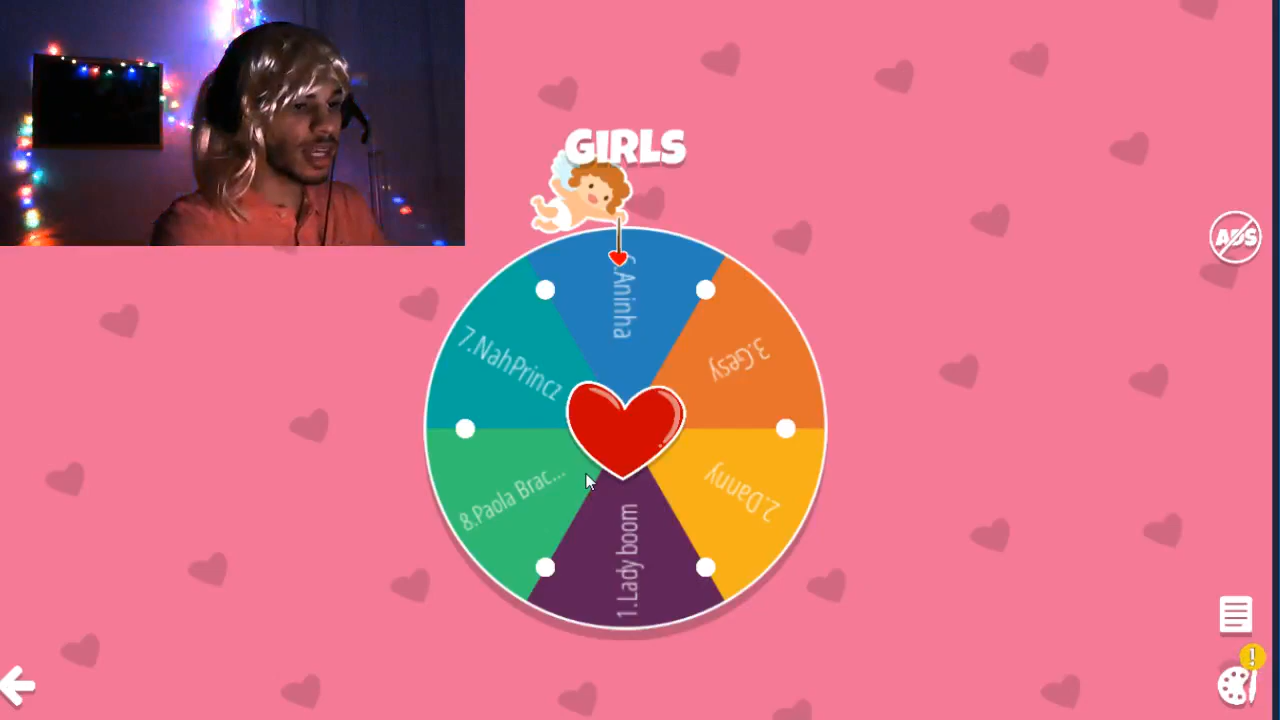 GIRLS
6.Aninha
3.Gesy
7.NahPrincz
ADS
2.Danny
8.Paola Brac...
1.Lady boom
!